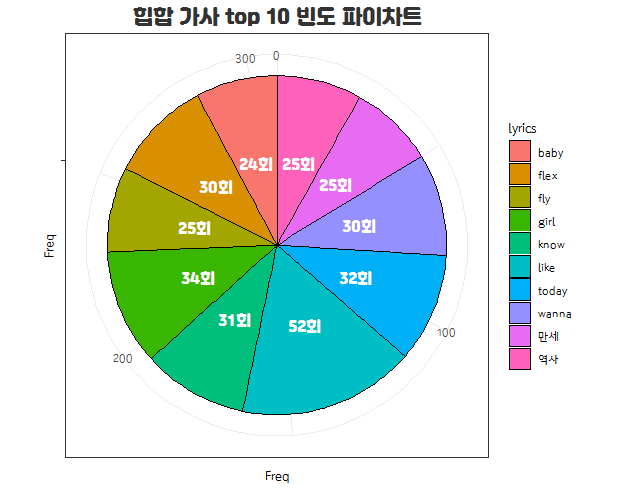 힙합 가사 top 10 빈도 파이차트
300
0
24회
25회
30회
25회
25회
30회
34회
32회
31회
52회
200
100
Freq
Freq
lyrics
baby
flex
fly
girl
know
like
today
wanna
만세
역사